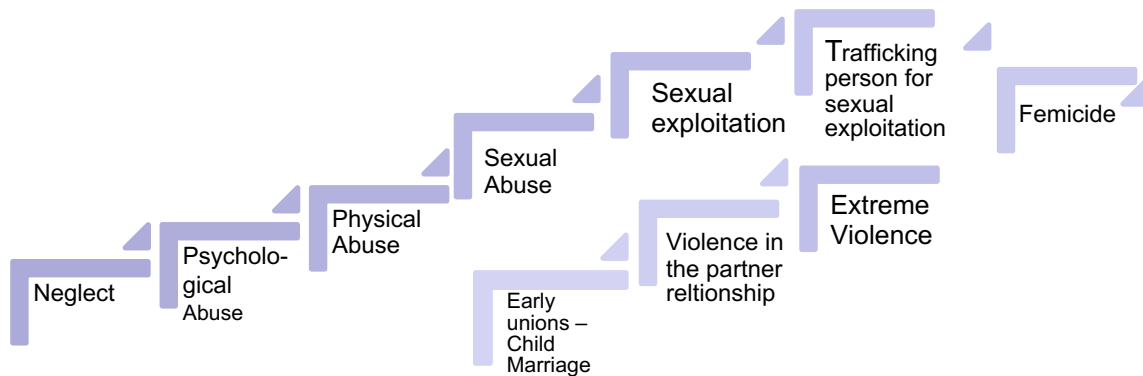 Neglect
Psycholo-
gical
Abuse
Physical
Abuse
Sexual
Abuse
Sexual
exploitation
Trafficking
person for
sexual
exploitation
Femicide
Early
unions –
Child
Marriage
Violence in
the partner
reltionship
Extreme
Violence